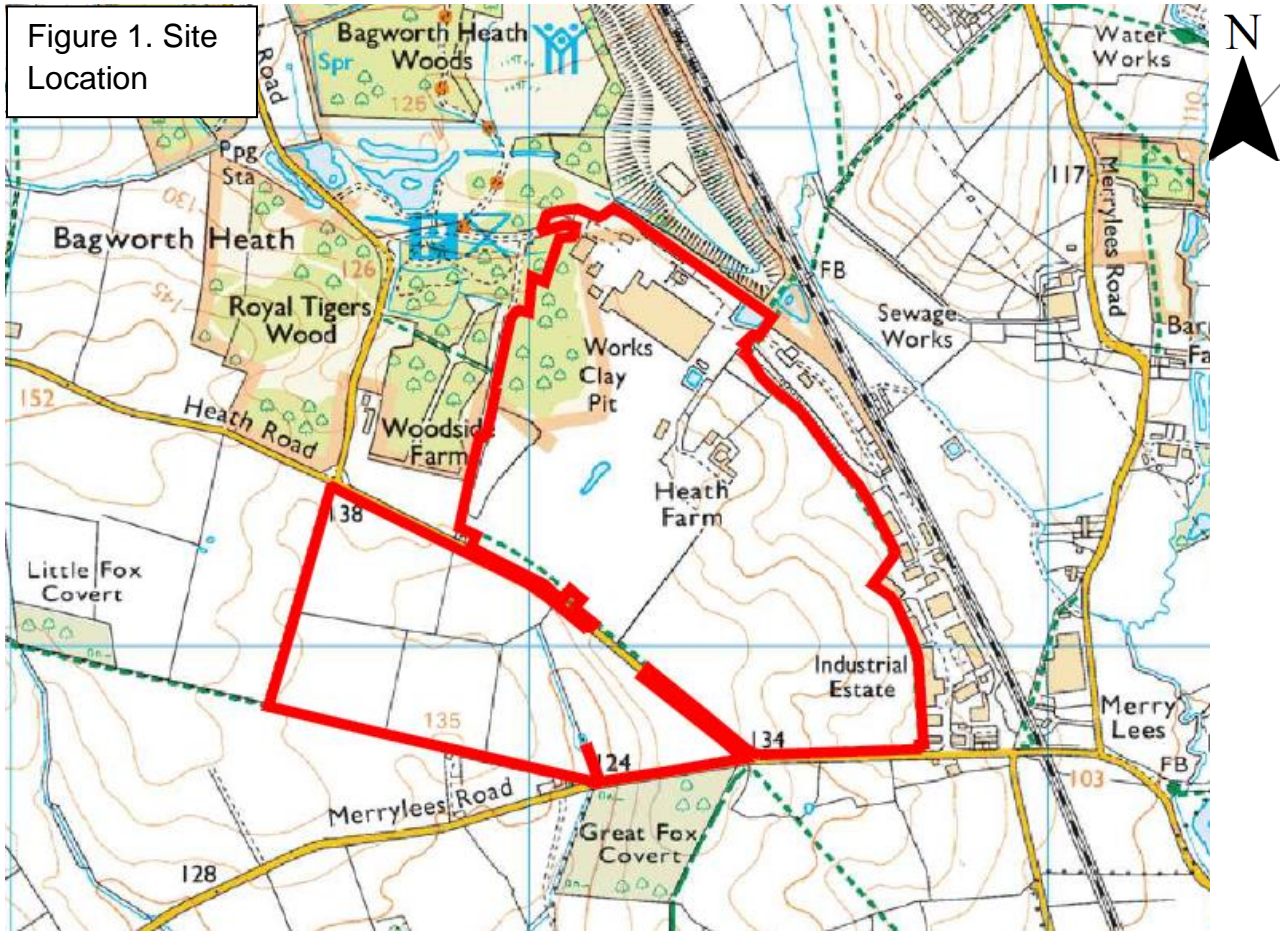 Figure 1. Site
Location
N
Road
Bagworth Heath
Woods
Spr
125
Water
Works
110
Ppg
Sta
130
117
Merrylees Road
Bagworth Heath
126
145
FB
Royal Tigers
Wood
Sewage
Works
Works
Clay
Pit
152
Heath Road
Woodside
Farm
Heath
Farm
138
Little Fox
Covert
Industrial
Estate
135
134
Merry
Lees
124
103
FB
Merrylees Road
Great Fox
Covert
128